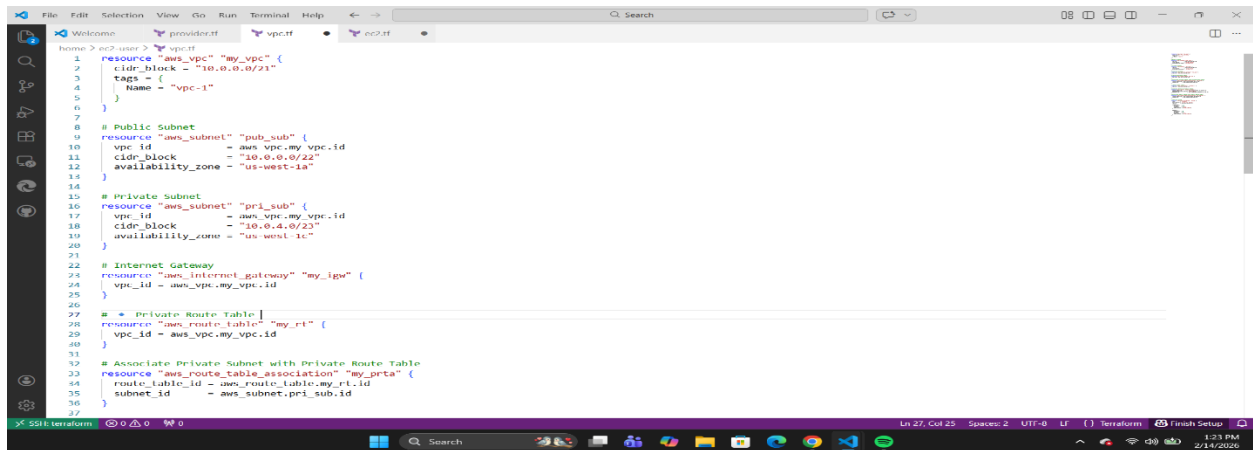 File Edit Selection View Go Run Terminal Help
Search
Welcome provider.tf vpc.tf ec2.tf
home > ec2-user > vpc.tf
1 resource "aws_vpc" "my_vpc" {
2 cidr_block = "10.0.0.0/21"
3 tags = {
4 Name = "vpc-1"
5 }
6 }
7
8 # Public Subnet
9 resource "aws_subnet" "pub_sub" {
10 vpc_id = aws_vpc.my_vpc.id
11 cidr_block = "10.0.0.0/22"
12 availability_zone = "us-west-1a"
13 }
14
15 # Private Subnet
16 resource "aws_subnet" "pri_sub" {
17 vpc_id = aws_vpc.my_vpc.id
18 cidr_block = "10.0.4.0/23"
19 availability_zone = "us-west-1c"
20 }
21
22 # Internet Gateway
23 resource "aws_internet_gateway" "my_igw" {
24 vpc_id = aws_vpc.my_vpc.id
25 }
26
27 # Private Route Table
28 resource "aws_route_table" "my_rt" {
29 vpc_id = aws_vpc.my_vpc.id
30 }
31
32 # Associate Private Subnet with Private Route Table
33 resource "aws_route_table_association" "my_prta" {
34 route_table_id = aws_route_table.my_rt.id
35 subnet_id = aws_subnet.pri_sub.id
36 }
37
SSH: terraform 0 0 0 Ln 27, Col 25 Spaces: 2 UTF-8 LF {} Terraform Finish Setup
Search
1:23 PM
2/14/2026